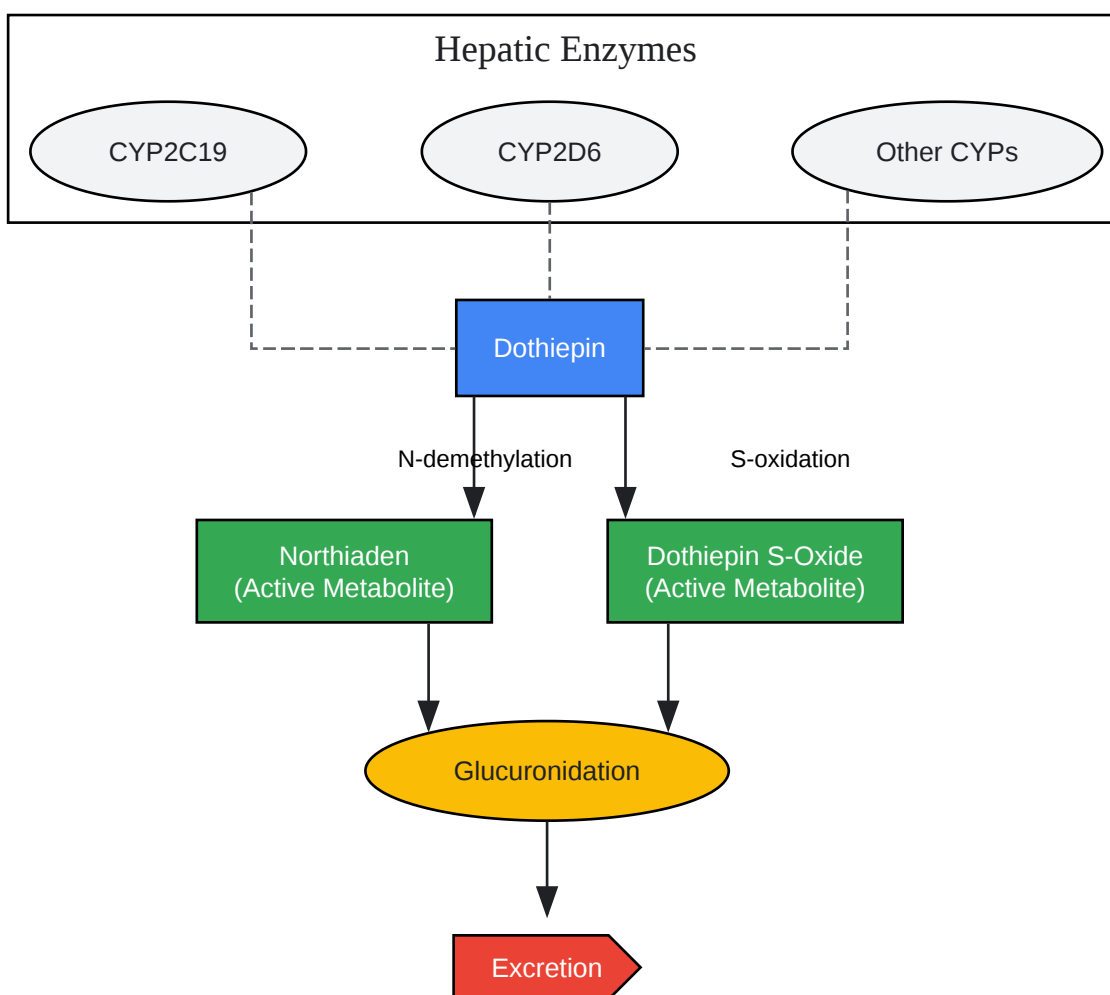 Hepatic Enzymes
CYP2C19
CYP2D6
Other CYPs
Dothiepin
N-demethylation
S-oxidation
Northiaden
(Active Metabolite)
Dothiepin S-Oxide
(Active Metabolite)
Glucuronidation
Excretion